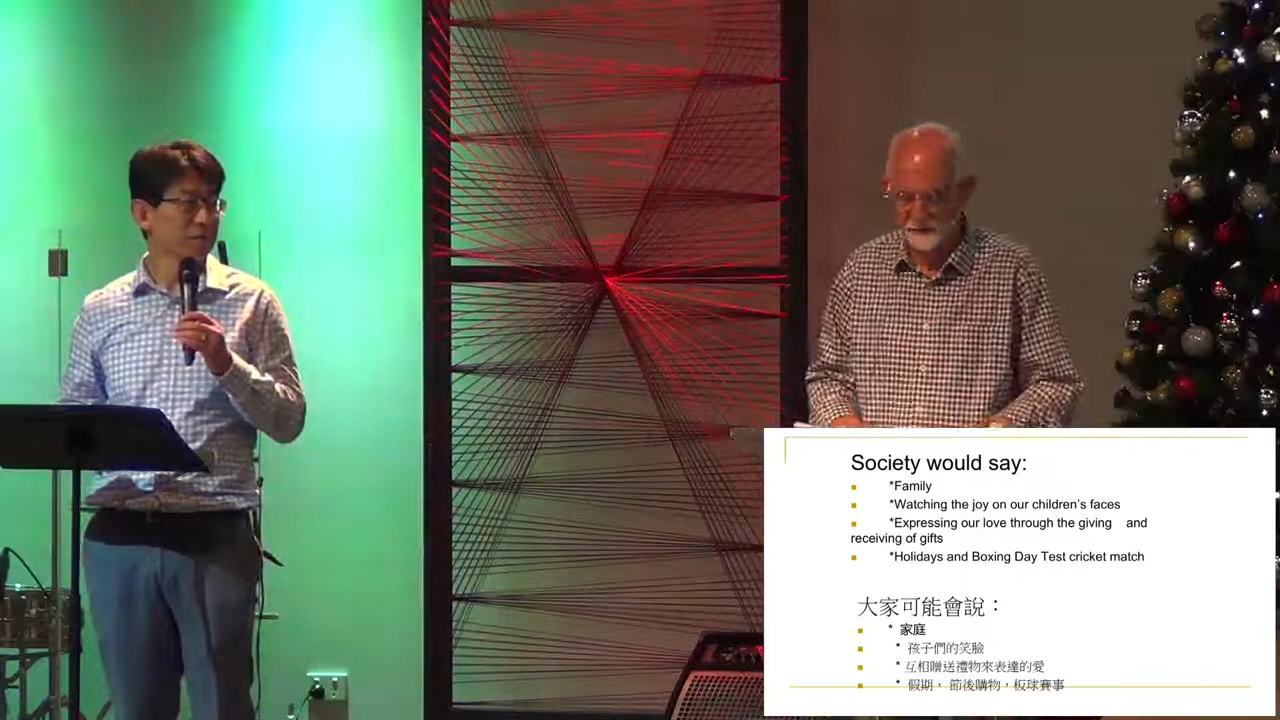 Society would say:
*Family
*Watching the joy on our children's faces
*Expressing our love through the giving and
receiving of gifts
*Holidays and Boxing Day Test cricket match
大家可能會說：
* 家庭
* 孩子們的笑臉
* 互相贈送禮物來表達的愛
* 假期， 節後購物，板球賽事